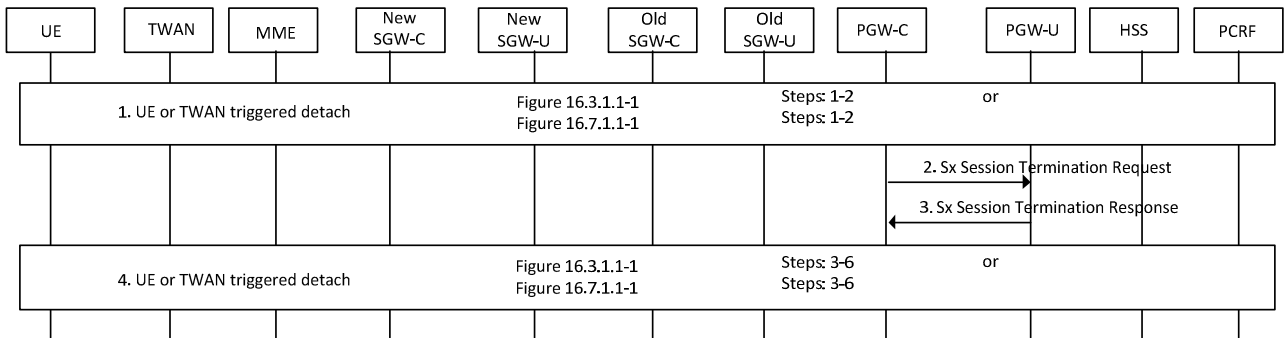 UE
TWAN
MME
New
SGW-C
New
SGW-U
Old
SGW-C
Old
SGW-U
PGW-C
PGW-U
HSS
PCRF
1. UE or TWAN triggered detach
Figure 16.3.1.1-1
Steps: 1-2
or
Figure 16.7.1.1-1
Steps: 1-2
2. Sx Session Termination Request
3. Sx Session Termination Response
4. UE or TWAN triggered detach
Figure 16.3.1.1-1
Steps: 3-6
or
Figure 16.7.1.1-1
Steps: 3-6